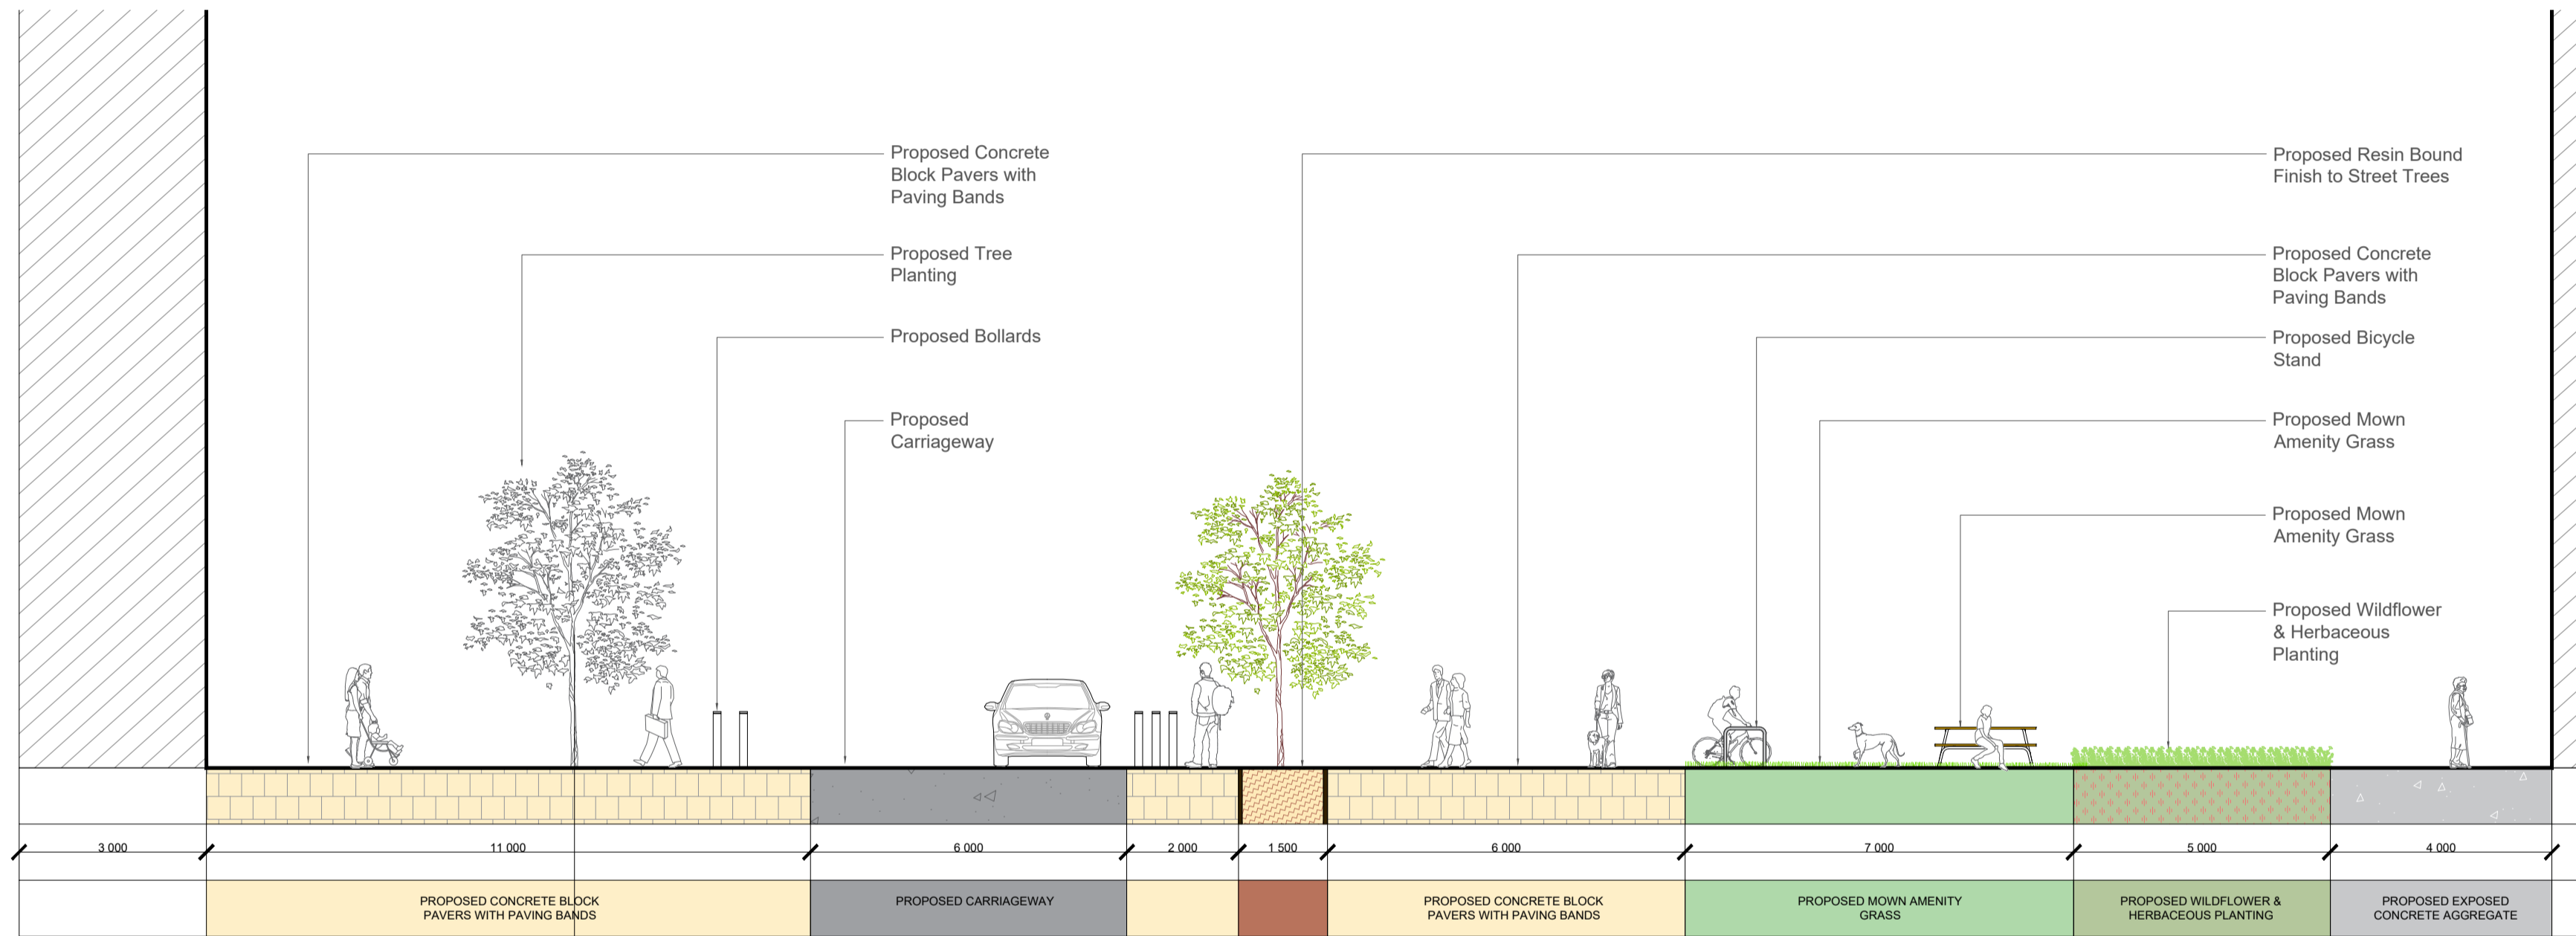 Proposed Concrete
Block Pavers with
Paving Bands
Proposed Tree
Planting
Proposed Bollards
Proposed
Carriageway
Proposed Resin Bound
Finish to Street Trees
Proposed Concrete
Block Pavers with
Paving Bands
Proposed Bicycle
Stand
Proposed Mown
Amenity Grass
Proposed Mown
Amenity Grass
Proposed Wildflower
& Herbaceous
Planting
3 000
11 000
6 000
2 000
1 500
6 000
7 000
5 000
4 000
PROPOSED CONCRETE BLOCK
PAVERS WITH PAVING BANDS
PROPOSED CARRIAGEWAY
PROPOSED CONCRETE BLOCK
PAVERS WITH PAVING BANDS
PROPOSED MOWN AMENITY
GRASS
PROPOSED WILDFLOWER &
HERBACEOUS PLANTING
PROPOSED EXPOSED
CONCRETE AGGREGATE